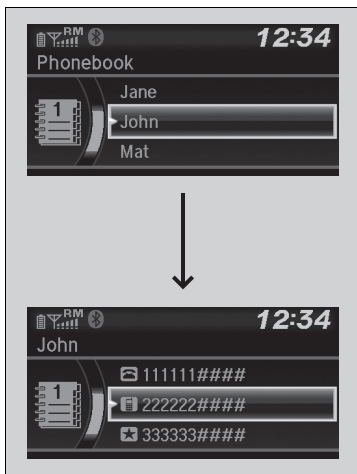 RM 12:34
Phonebook
Jane
1
John
Mat
RM 12:34
John
111111####
1
222222####
333333####